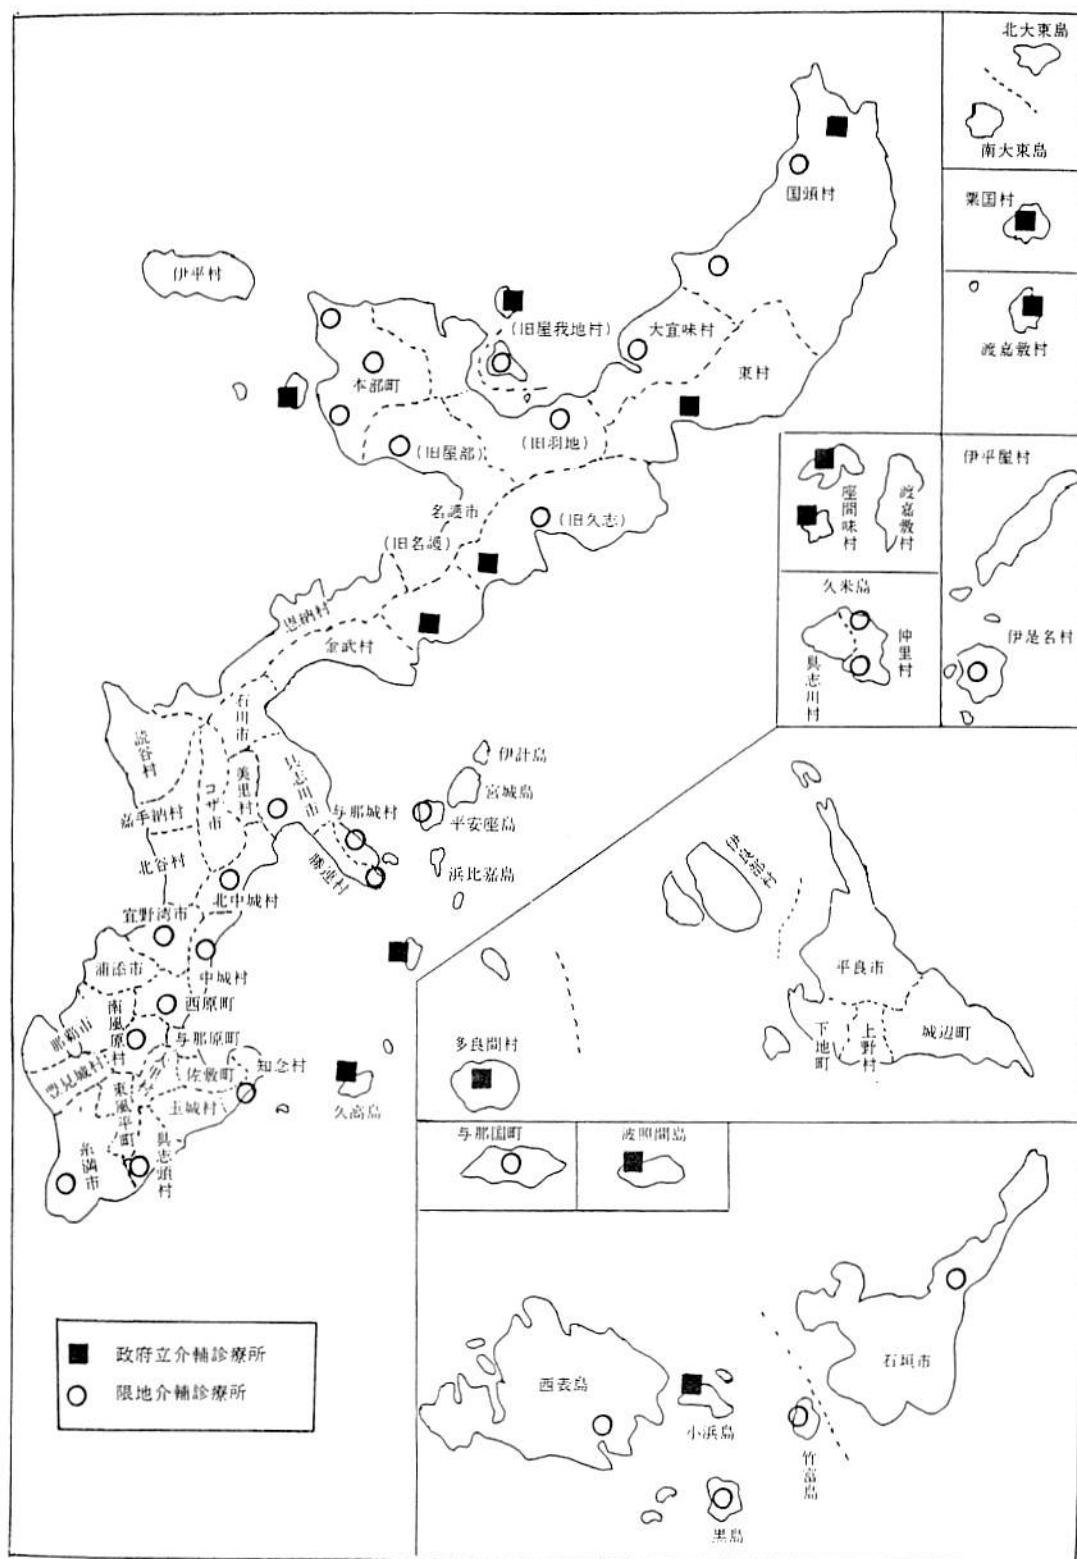 北大東島
南大東島
粟国村
渡嘉敷村
国頭村
伊平村
(旧屋我地村)
大宜味村
東村
本部町
(旧羽地)
(旧屋部)
名護市
(旧久志)
(旧名護)
恩納村
金武村
座間味村
渡嘉敷村
伊平屋村
久米島
仲里村
具志川村
伊是名村
石川市
読谷村
美里村
具志川市
コザ市
嘉手納村
与那城村
伊計島
宮城島
平安座島
浜比嘉島
北谷村
勝連村
北中城村
宜野湾市
中城村
浦添市
西原町
南風原村
那覇市
与那原町
豊見城村
佐敷町
知念村
東風平町
玉城村
久高島
糸満市
具志頭村
伊良部村
平良市
下地町
上野村
城辺町
多良間村
与那国町
波照間島
石垣市
西表島
小浜島
竹富島
黒島
政府立介輔診療所
限地介輔診療所